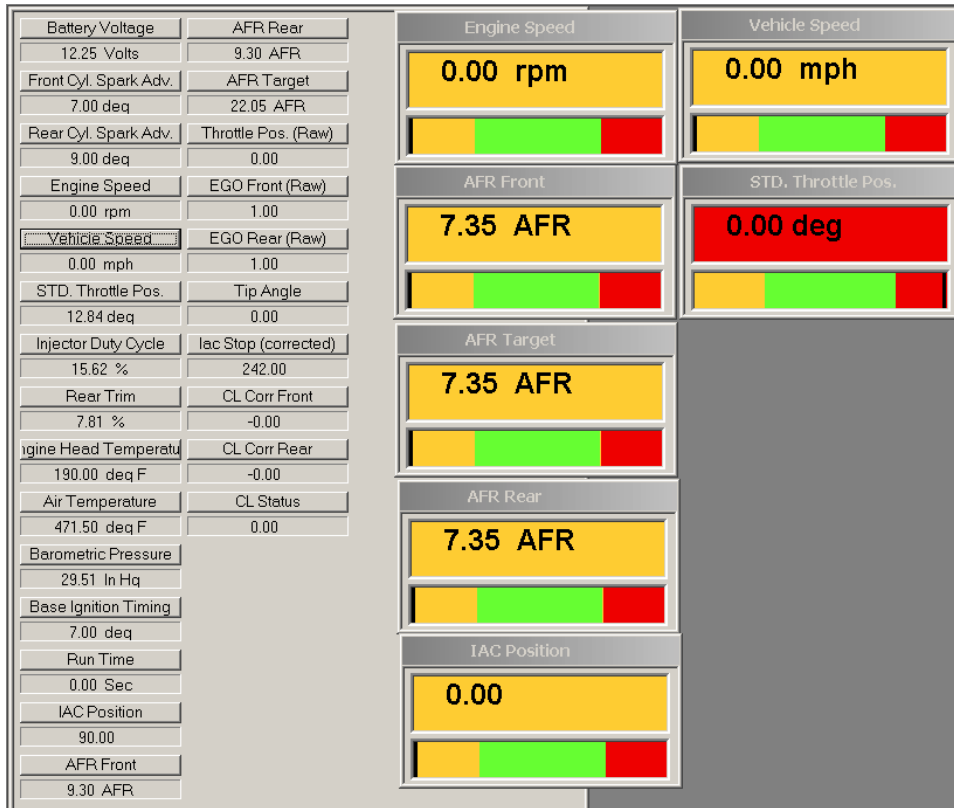 Battery Voltage
12.25 Volts
Front Cyl. Spark Adv.
7.00 deg
Rear Cyl. Spark Adv.
9.00 deg
Engine Speed
0.00 rpm
Vehicle Speed
0.00 mph
STD. Throttle Pos.
12.84 deg
Injector Duty Cycle
15.62 %
Rear Trim
7.81 %
ngine Head Temperatu
190.00 deg F
Air Temperature
471.50 deg F
Barometric Pressure
29.51 In Hg
Base Ignition Timing
7.00 deg
Run Time
0.00 Sec
IAC Position
90.00
AFR Front
9.30 AFR
AFR Rear
9.30 AFR
AFR Target
22.05 AFR
Throttle Pos. (Raw)
0.00
EGO Front (Raw)
1.00
EGO Rear (Raw)
1.00
Tip Angle
0.00
Iac Stop (corrected)
242.00
CL Corr Front
-0.00
CL Corr Rear
-0.00
CL Status
0.00
Engine Speed
0.00 rpm
AFR Front
7.35 AFR
AFR Target
7.35 AFR
AFR Rear
7.35 AFR
IAC Position
0.00
Vehicle Speed
0.00 mph
STD. Throttle Pos.
0.00 deg